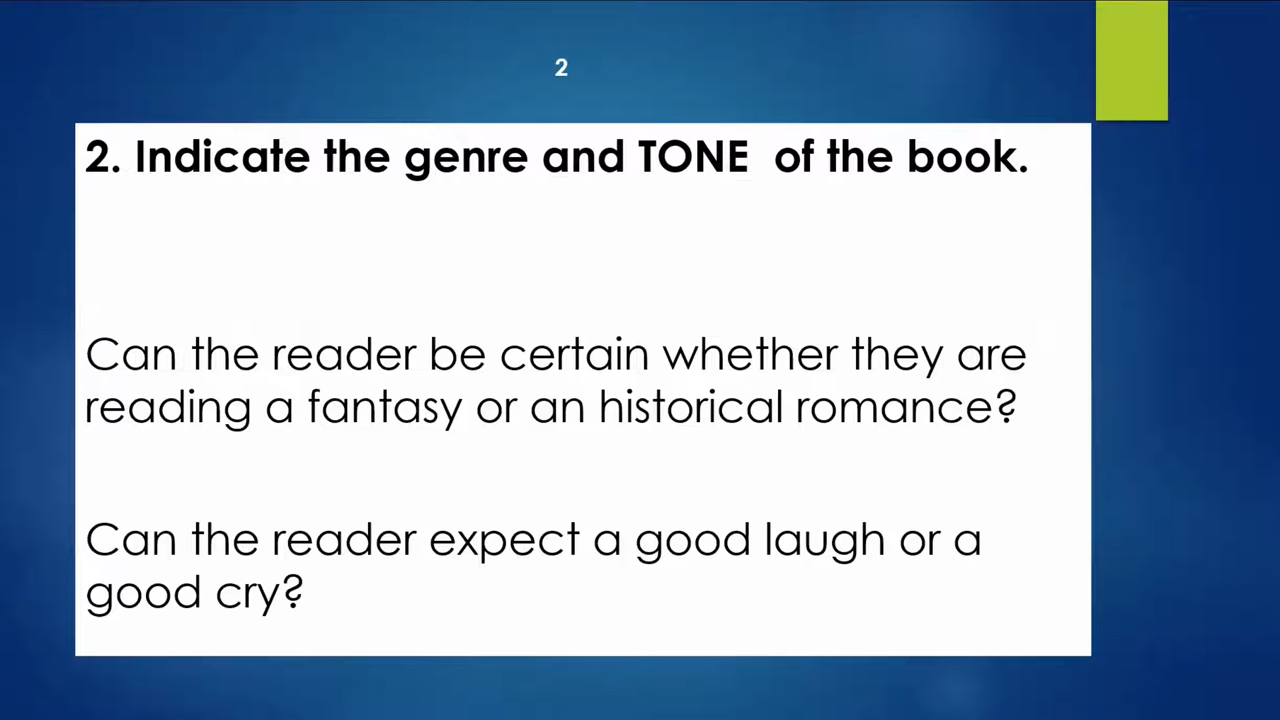 2
2. Indicate the genre and TONE of the book.
Can the reader be certain whether they are
reading a fantasy or an historical romance?
Can the reader expect a good laugh or a
good cry?